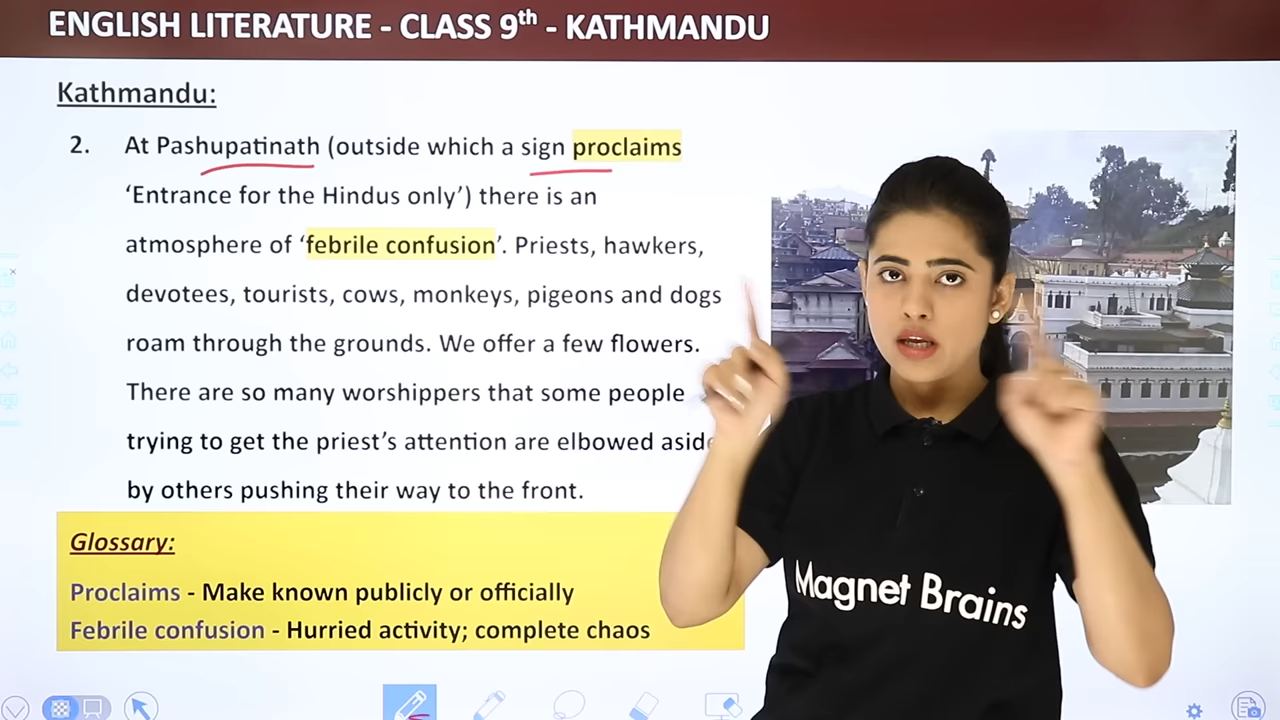 ENGLISH LITERATURE - CLASS 9th - KATHMANDU
Kathmandu:
2. At Pashupatinath (outside which a sign proclaims
‘Entrance for the Hindus only’) there is an
atmosphere of ‘febrile confusion’. Priests, hawkers,
devotees, tourists, cows, monkeys, pigeons and dogs
roam through the grounds. We offer a few flowers.
There are so many worshippers that some people
trying to get the priest’s attention are elbowed aside
by others pushing their way to the front.
Glossary:
Proclaims - Make known publicly or officially
Febrile confusion - Hurried activity; complete chaos
Magnet Brains